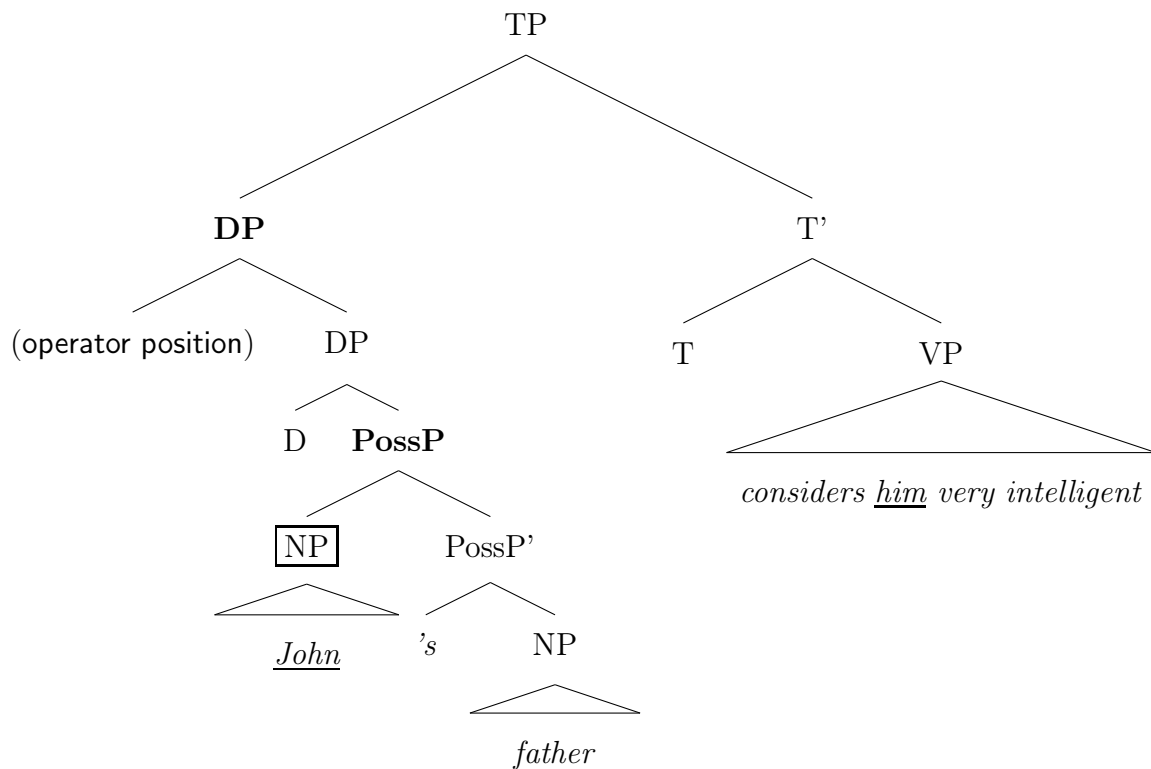 TP
DP T'
(operator position) DP T VP
D PossP
considers him very intelligent
NP PossP'
John 's NP
father